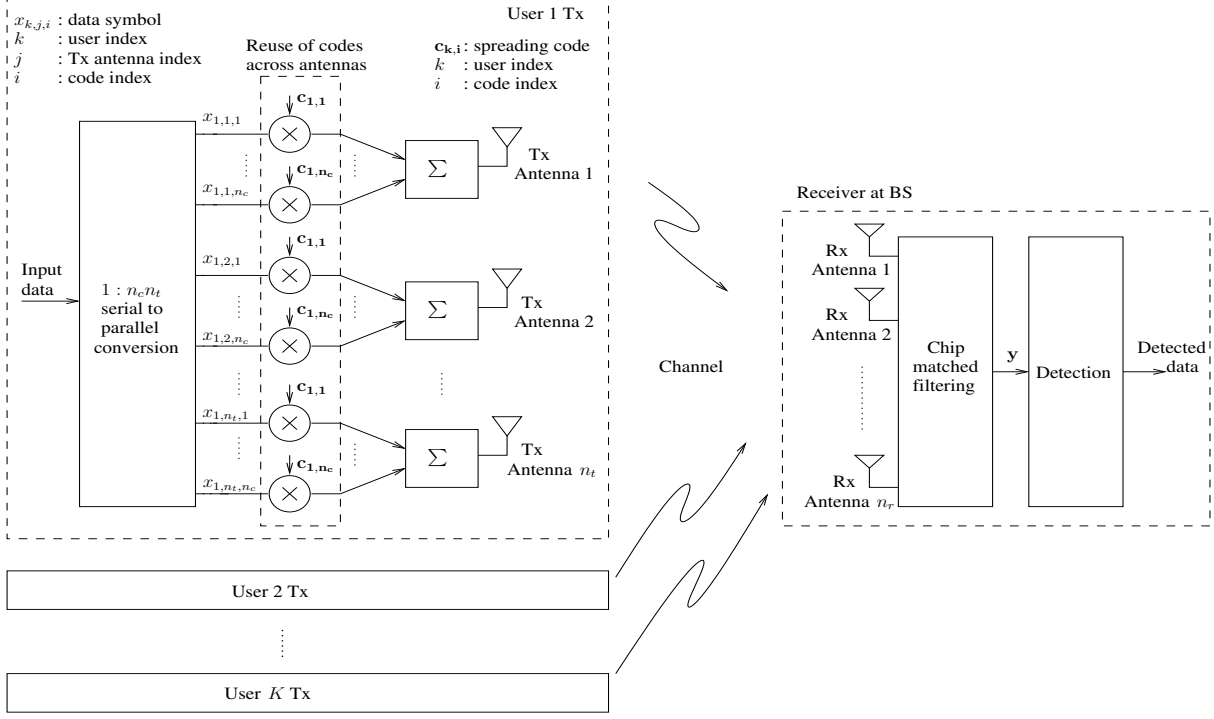 x_{k,j,i} : data symbol
k : user index
j : Tx antenna index
i : code index
User 1 Tx
Reuse of codes
across antennas
c_{k,i} : spreading code
k : user index
i : code index
c_{1,1}
x_{1,1,1}
×
Σ
Tx
Antenna 1
c_{1,n_c}
x_{1,1,n_c}
×
c_{1,1}
x_{1,2,1}
×
Σ
Tx
Antenna 2
c_{1,n_c}
x_{1,2,n_c}
×
c_{1,1}
x_{1,n_t,1}
×
Σ
Tx
Antenna n_t
c_{1,n_c}
x_{1,n_t,n_c}
×
Input
data
1 : n_c n_t
serial to
parallel
conversion
User 2 Tx
User K Tx
Channel
Receiver at BS
Rx
Antenna 1
Rx
Antenna 2
Rx
Antenna n_r
Chip
matched
filtering
y
Detection
Detected
data